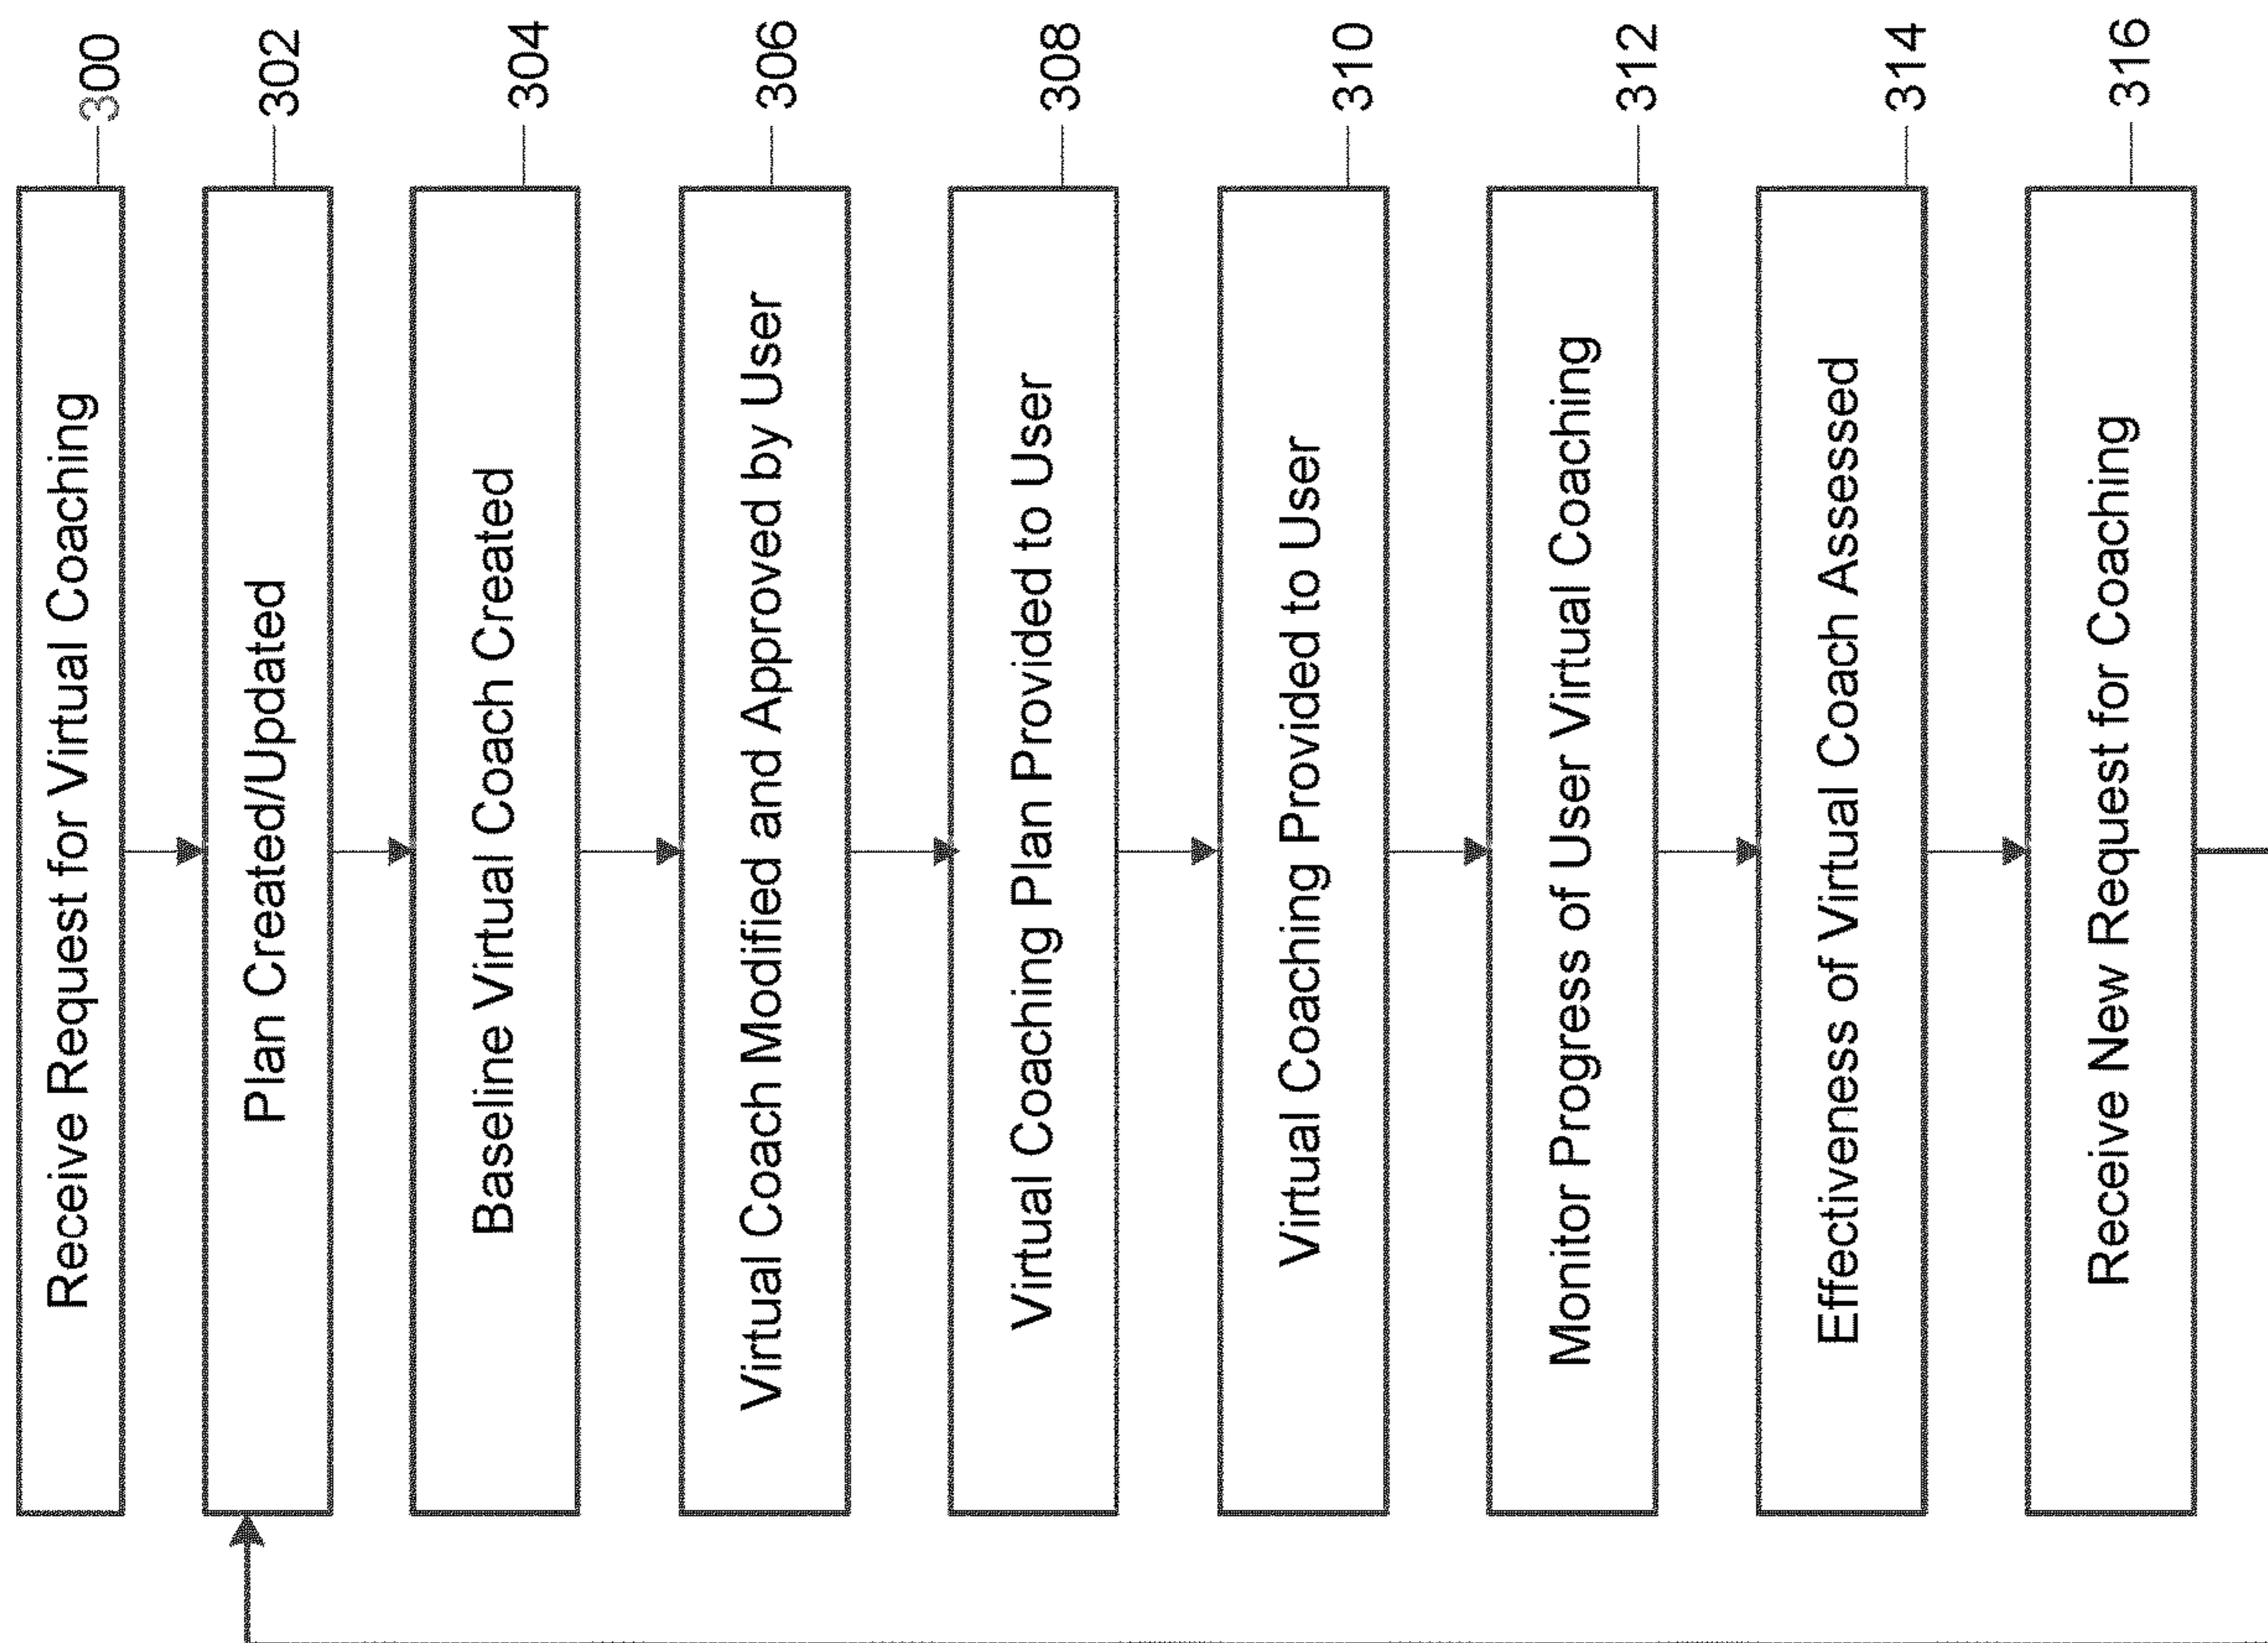 Receive Request for Virtual Coaching
300
Plan Created/Updated
302
Baseline Virtual Coach Created
304
Virtual Coach Modified and Approved by User
306
Virtual Coaching Plan Provided to User
308
Virtual Coaching Provided to User
310
Monitor Progress of User Virtual Coaching
312
Effectiveness of Virtual Coach Assessed
314
Receive New Request for Coaching
316